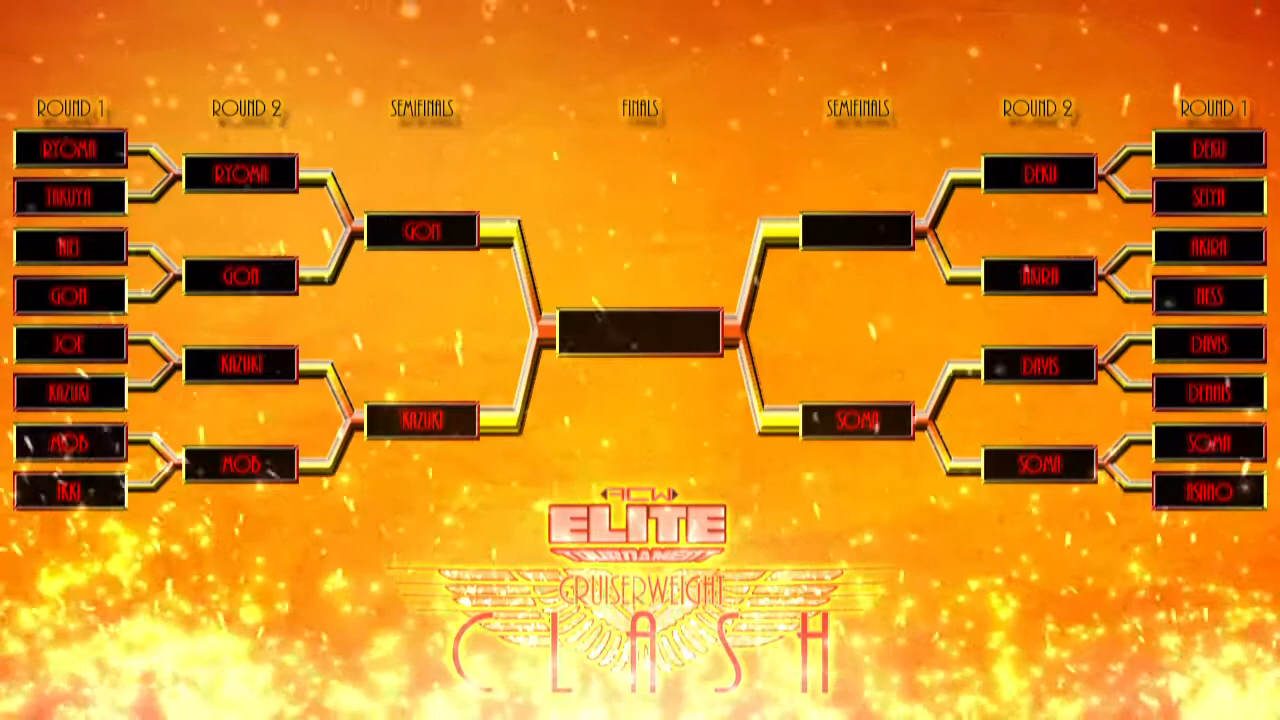 ROUND 1
ROUND 2
SEMIFINALS
FINALS
SEMIFINALS
ROUND 2
ROUND 1
RYOMA
TAKUYA
GON
JOE
KAZUKI
MOB
IKKI
RYOMA
GON
KAZUKI
MOB
GON
KAZUKI
SOMA
DEKU
AKIRA
DAVIS
SOMA
DEKU
SEIYA
AKIRA
NESS
DAVIS
DENNIS
SOMA
ASANO
ACW
ELITE
TOURNAMENT
CRUISERWEIGHT
CLASH